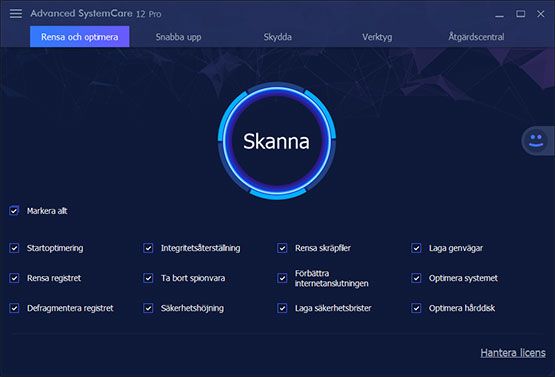 Advanced SystemCare 12 Pro
Rensa och optimera Snabba upp Skydda Verktyg Åtgärdscentral
Skanna
Markera allt
Startoptimering Integritetsåterställning Rensa skräpfiler Laga genvägar
Rensa registret Ta bort spionvara Förbättra internetanslutningen Optimera systemet
Defragmentera registret Säkerhetshöjning Laga säkerhetsbrister Optimera hårddisk
Hantera licens